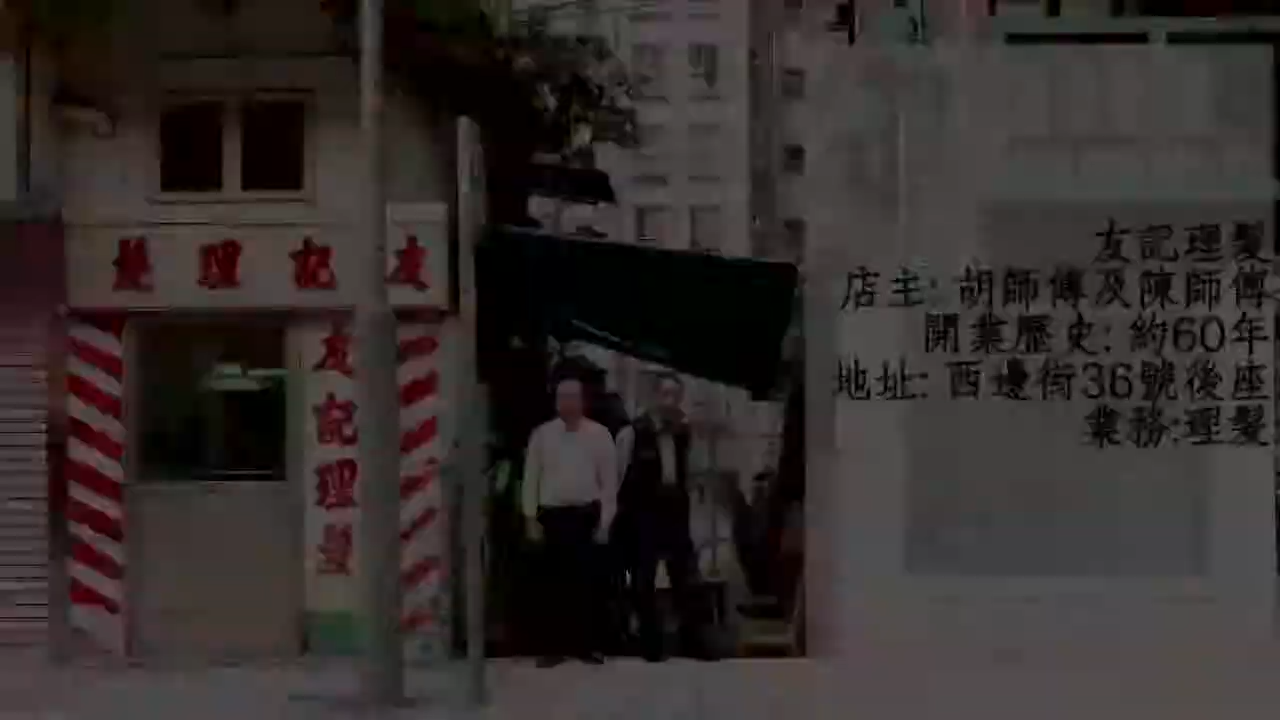 髮理記友
友記理髮
友記理髮
店主: 胡師傅及陳師傅
開業歷史: 約60年
地址: 西邊街36號後座
業務:理髮